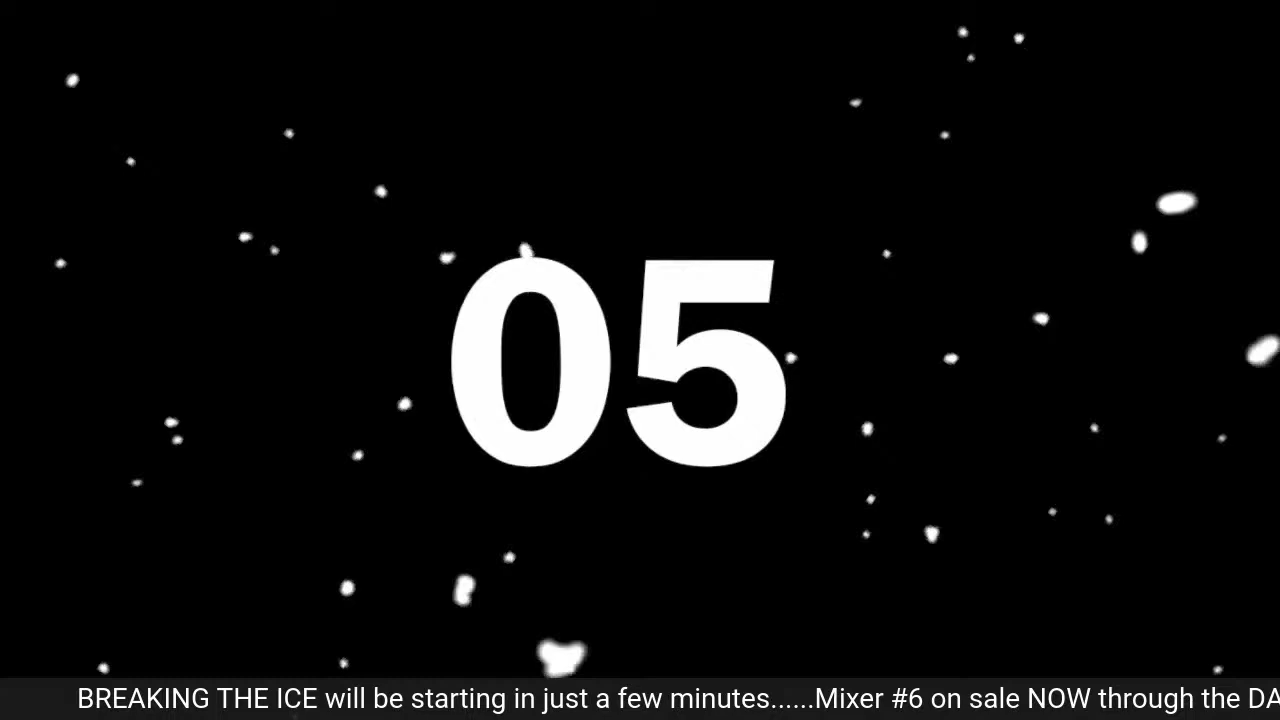 05
BREAKING THE ICE will be starting in just a few minutes......Mixer #6 on sale NOW through the